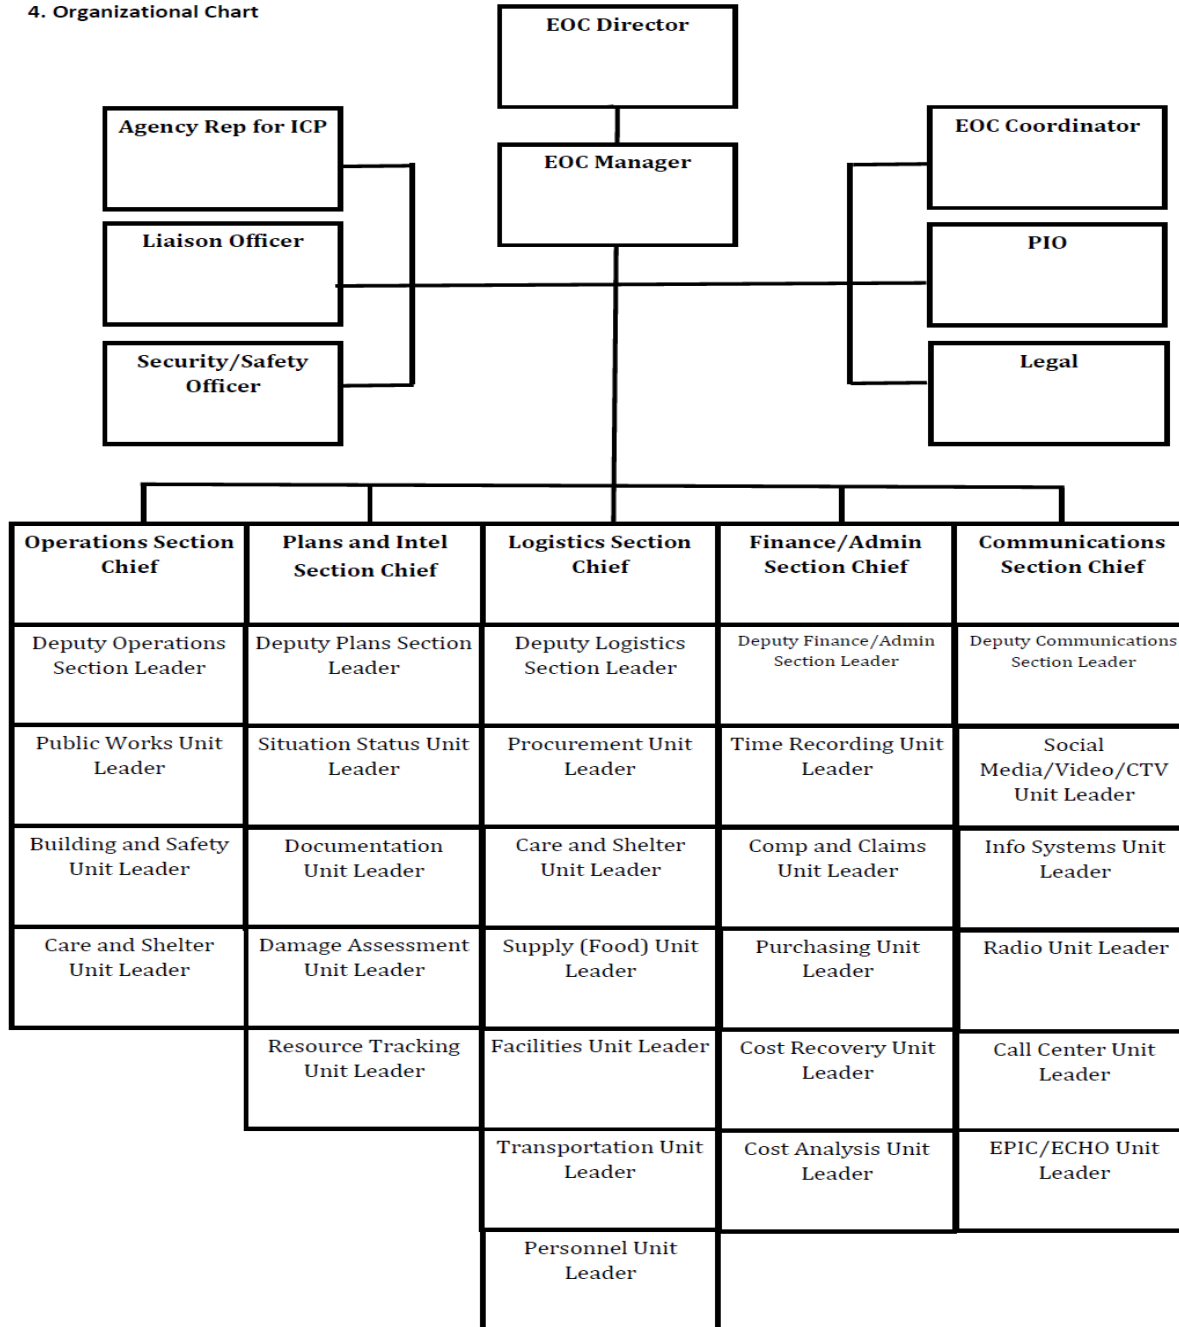 4. Organizational Chart
EOC Director
Agency Rep for ICP
EOC Coordinator
EOC Manager
Liaison Officer
PIO
Security/Safety
Officer
Legal
Operations Section
Chief
Plans and Intel
Section Chief
Logistics Section
Chief
Finance/Admin
Section Chief
Communications
Section Chief
Deputy Operations
Section Leader
Deputy Plans Section
Leader
Deputy Logistics
Section Leader
Deputy Finance/Admin
Section Leader
Deputy Communications
Section Leader
Public Works Unit
Leader
Situation Status Unit
Leader
Procurement Unit
Leader
Time Recording Unit
Leader
Social
Media/Video/CTV
Unit Leader
Building and Safety
Unit Leader
Documentation
Unit Leader
Care and Shelter
Unit Leader
Comp and Claims
Unit Leader
Info Systems Unit
Leader
Care and Shelter
Unit Leader
Damage Assessment
Unit Leader
Supply (Food) Unit
Leader
Purchasing Unit
Leader
Radio Unit Leader
Resource Tracking
Unit Leader
Facilities Unit Leader
Cost Recovery Unit
Leader
Call Center Unit
Leader
Transportation Unit
Leader
Cost Analysis Unit
Leader
EPIC/ECHO Unit
Leader
Personnel Unit
Leader